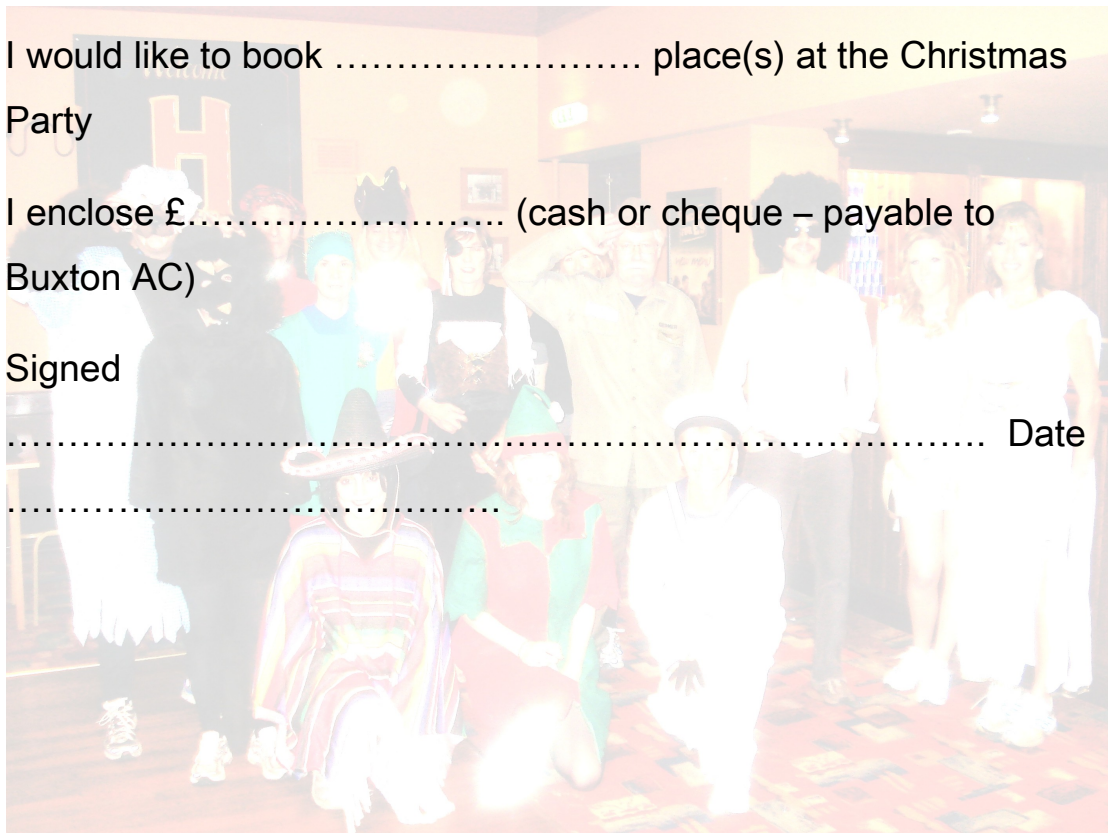 Welcome
H
I would like to book ………………………. place(s) at the Christmas
Party
I enclose £.……………………….. (cash or cheque – payable to
Buxton AC)
Signed
…………………………………………………………………………. Date
…………………………………….